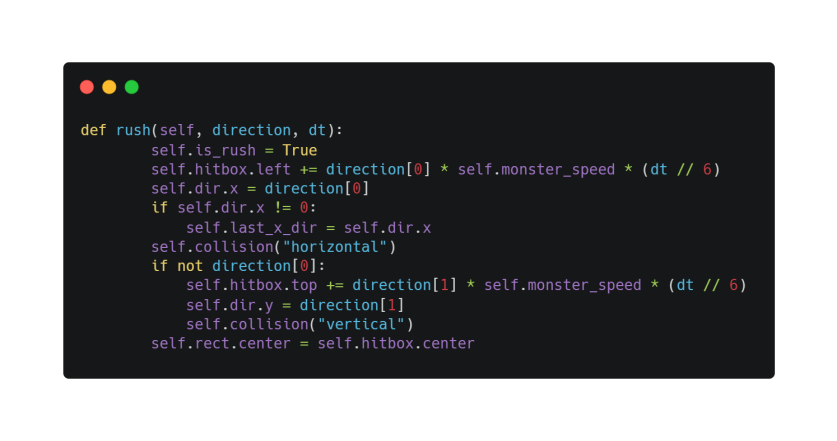 def rush(self, direction, dt):
        self.is_rush = True
        self.hitbox.left += direction[0] * self.monster_speed * (dt // 6)
        self.dir.x = direction[0]
        if self.dir.x != 0:
            self.last_x_dir = self.dir.x
        self.collision("horizontal")
        if not direction[0]:
            self.hitbox.top += direction[1] * self.monster_speed * (dt // 6)
            self.dir.y = direction[1]
            self.collision("vertical")
        self.rect.center = self.hitbox.center